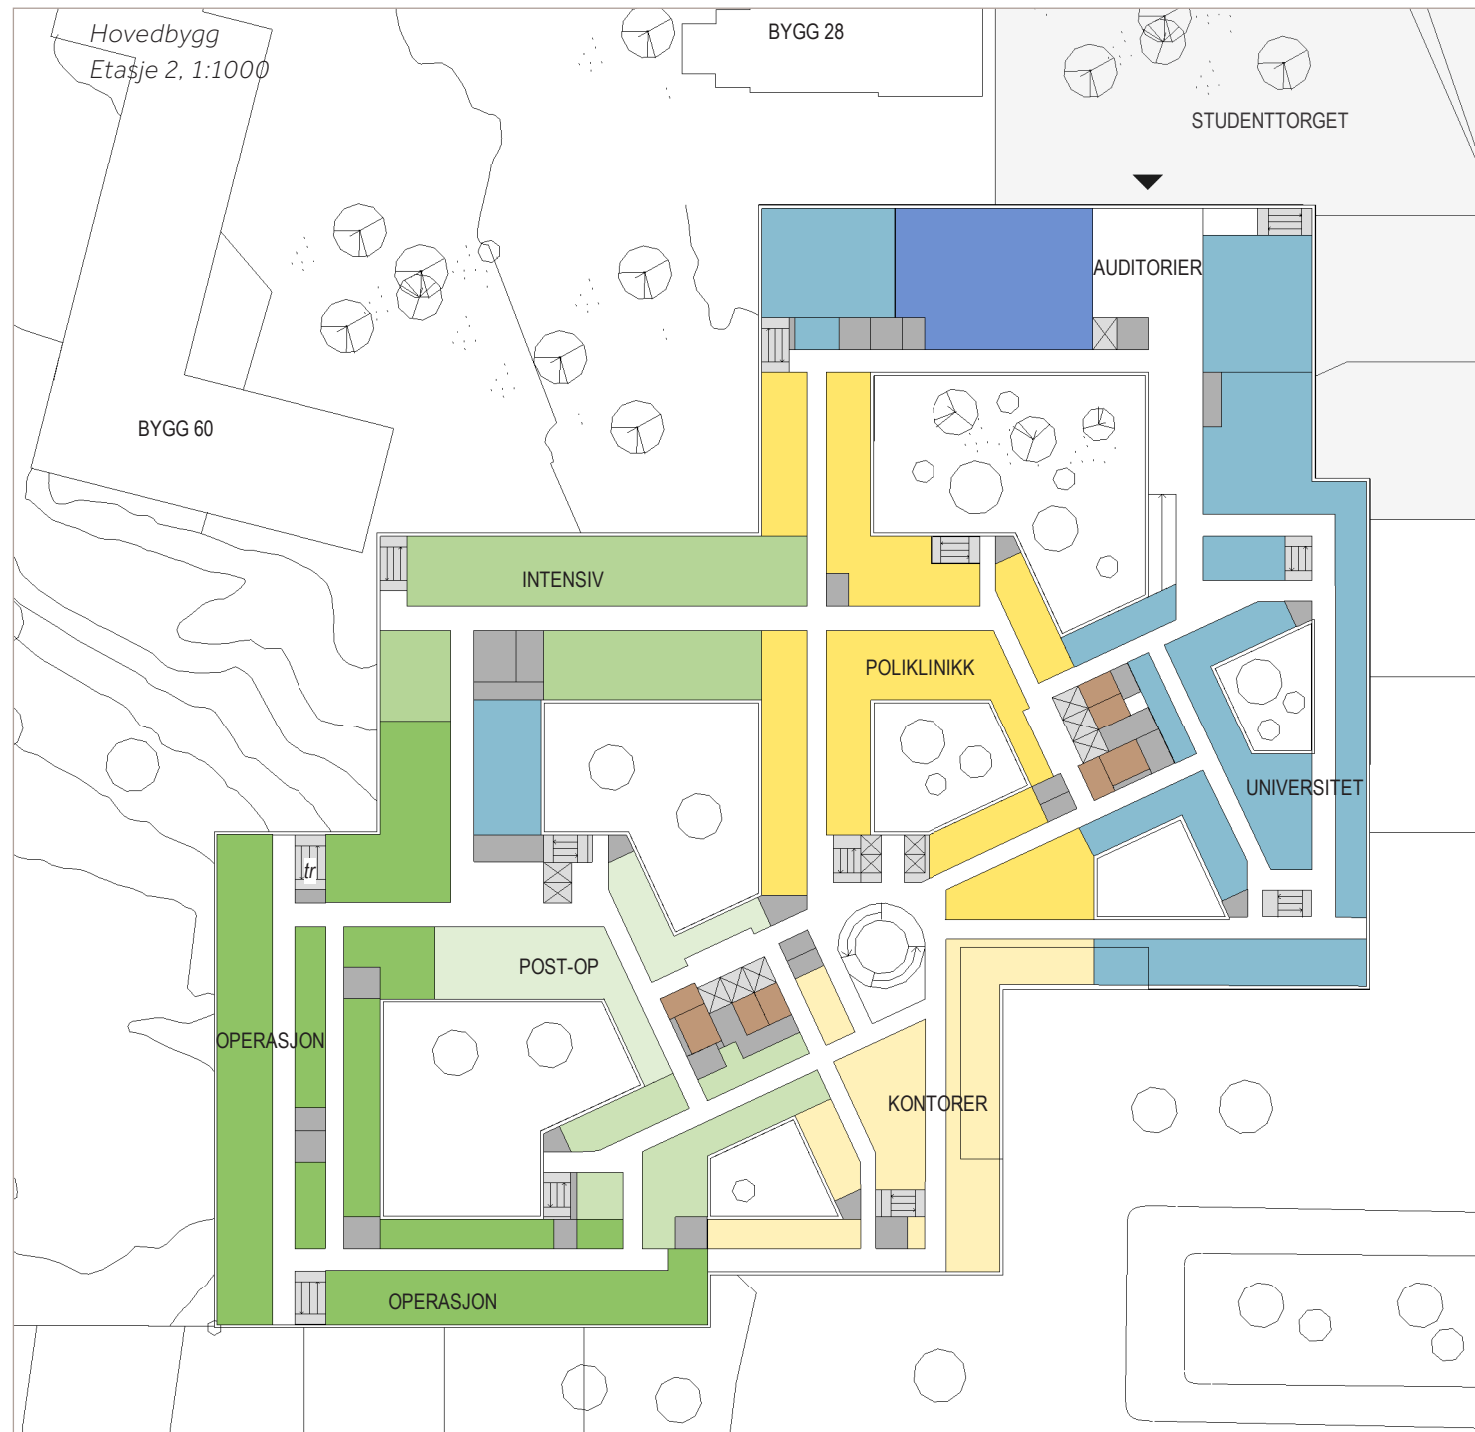 Hovedbygg
Etasje 2, 1:1000
BYGG 28
STUDENTTORGET
AUDITORIER
BYGG 60
INTENSIV
POLIKLINIKK
UNIVERSITET
tr
POST-OP
OPERASJON
KONTORER
OPERASJON